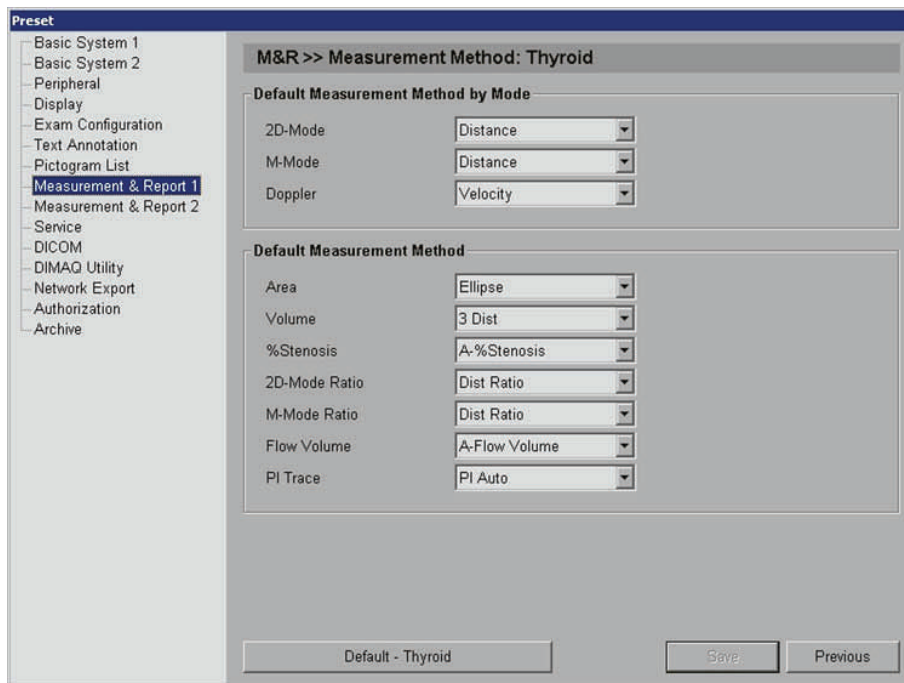 Preset
Basic System 1
Basic System 2
Peripheral
Display
Exam Configuration
Text Annotation
Pictogram List
Measurement & Report 1
Measurement & Report 2
Service
DICOM
DIMAQ Utility
Network Export
Authorization
Archive
M&R >> Measurement Method: Thyroid
Default Measurement Method by Mode
2D-Mode Distance
M-Mode Distance
Doppler Velocity
Default Measurement Method
Area Ellipse
Volume 3 Dist
%Stenosis A-%Stenosis
2D-Mode Ratio Dist Ratio
M-Mode Ratio Dist Ratio
Flow Volume A-Flow Volume
PI Trace PI Auto
Default - Thyroid Save Previous